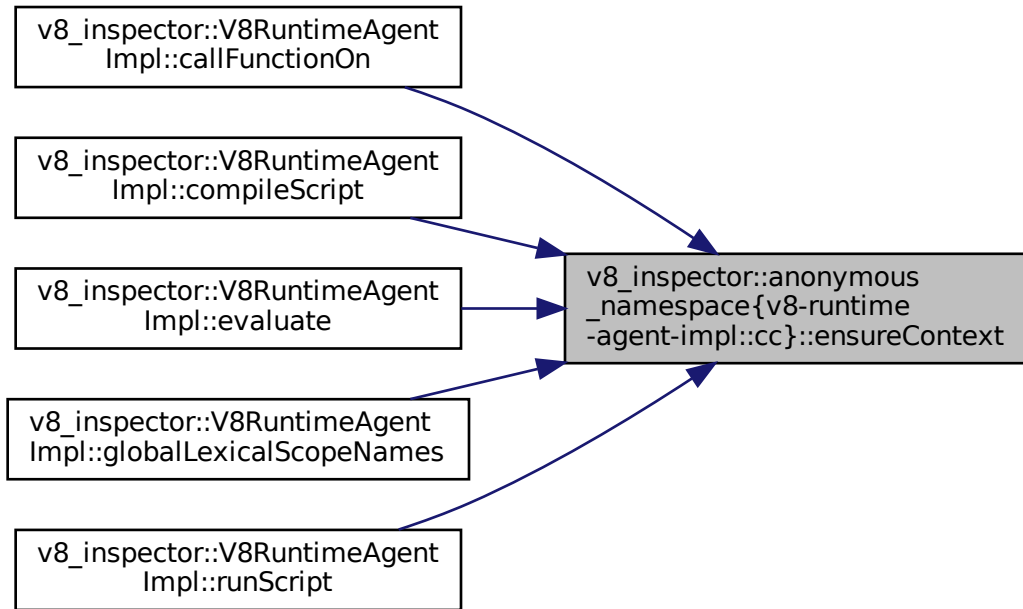 v8_inspector::V8RuntimeAgent
Impl::callFunctionOn
v8_inspector::V8RuntimeAgent
Impl::compileScript
v8_inspector::V8RuntimeAgent
Impl::evaluate
v8_inspector::V8RuntimeAgent
Impl::globalLexicalScopeNames
v8_inspector::V8RuntimeAgent
Impl::runScript
v8_inspector::anonymous
_namespace{v8-runtime
-agent-impl::cc}::ensureContext